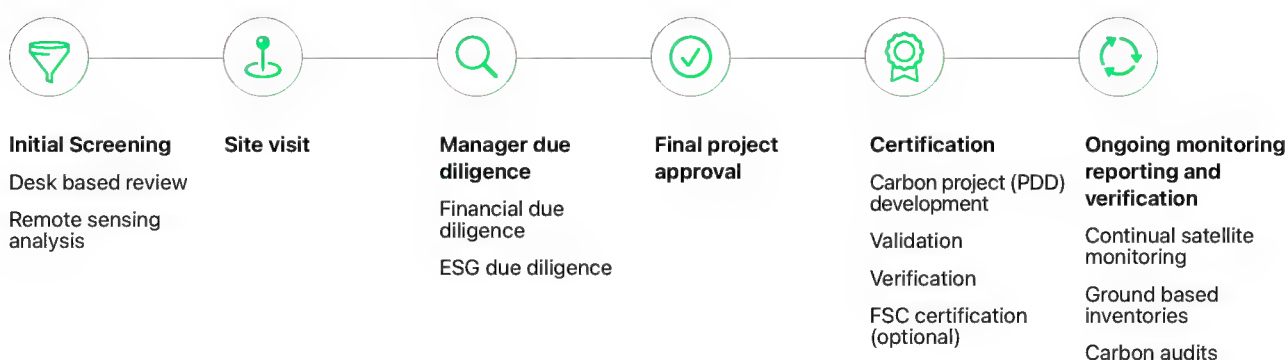 Initial Screening
Desk based review
Remote sensing
analysis
Site visit
Manager due
diligence
Financial due
diligence
ESG due diligence
Final project
approval
Certification
Carbon project (PDD)
development
Validation
Verification
FSC certification
(optional)
Ongoing monitoring
reporting and
verification
Continual satellite
monitoring
Ground based
inventories
Carbon audits